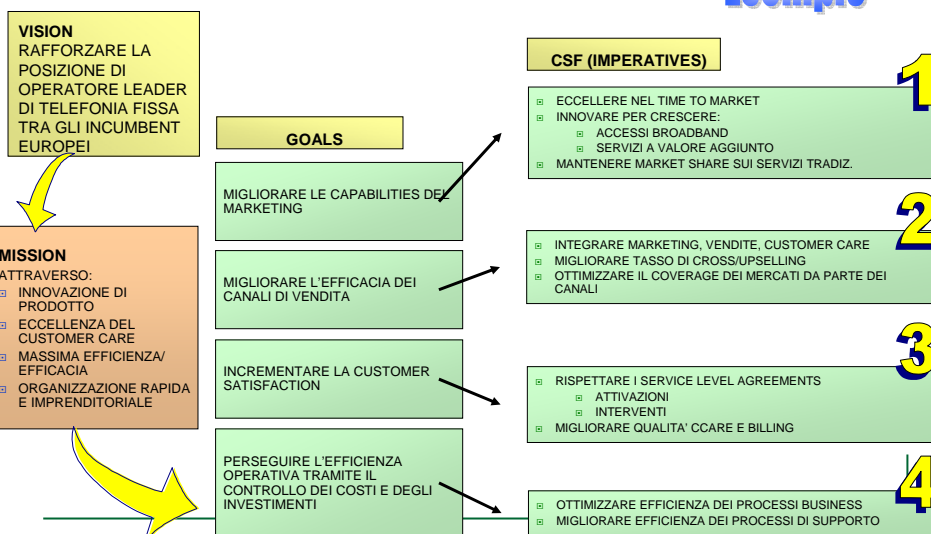 Esempio
VISION
RAFFORZARE LA
POSIZIONE DI
OPERATORE LEADER
DI TELEFONIA FISSA
TRA GLI INCUMBENT
EUROPEI
MISSION
ATTRAVERSO:
INNOVAZIONE DI
PRODOTTO
ECCELLENZA DEL
CUSTOMER CARE
MASSIMA EFFICIENZA/
EFFICACIA
ORGANIZZAZIONE RAPIDA
E IMPRENDITORIALE
GOALS
MIGLIORARE LE CAPABILITIES DEL
MARKETING
MIGLIORARE L'EFFICACIA DEI
CANALI DI VENDITA
INCREMENTARE LA CUSTOMER
SATISFACTION
PERSEGUIRE L'EFFICIENZA
OPERATIVA TRAMITE IL
CONTROLLO DEI COSTI E DEGLI
INVESTIMENTI
CSF (IMPERATIVES)
1
ECCELLERE NEL TIME TO MARKET
INNOVARE PER CRESCERE:
ACCESSI BROADBAND
SERVIZI A VALORE AGGIUNTO
MANTENERE MARKET SHARE SUI SERVIZI TRADIZ.
2
INTEGRARE MARKETING, VENDITE, CUSTOMER CARE
MIGLIORARE TASSO DI CROSS/UPSELLING
OTTIMIZZARE IL COVERAGE DEI MERCATI DA PARTE DEI
CANALI
3
RISPETTARE I SERVICE LEVEL AGREEMENTS
ATTIVAZIONI
INTERVENTI
MIGLIORARE QUALITA' CCARE E BILLING
4
OTTIMIZZARE EFFICIENZA DEI PROCESSI BUSINESS
MIGLIORARE EFFICIENZA DEI PROCESSI DI SUPPORTO